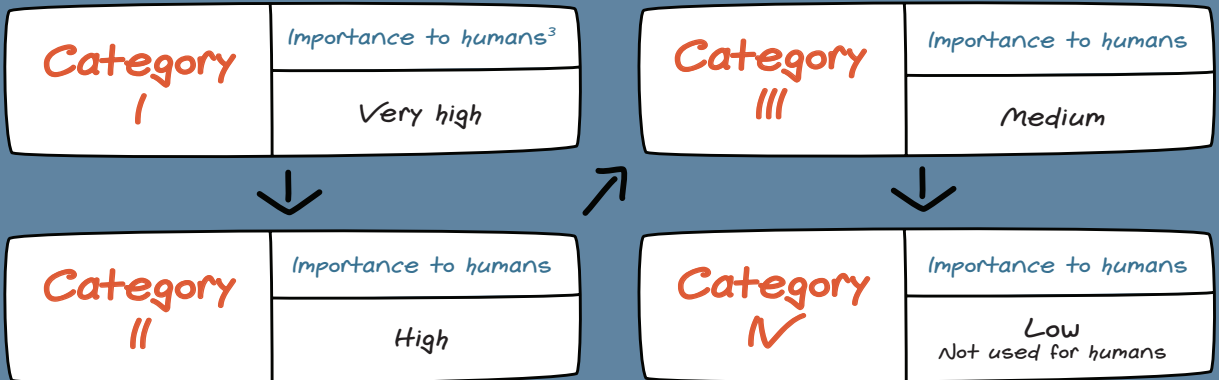 Category
I
Importance to humans³
Very high
Category
II
Importance to humans
High
Category
III
Importance to humans
Medium
Category
IV
Importance to humans
Low
Not used for humans